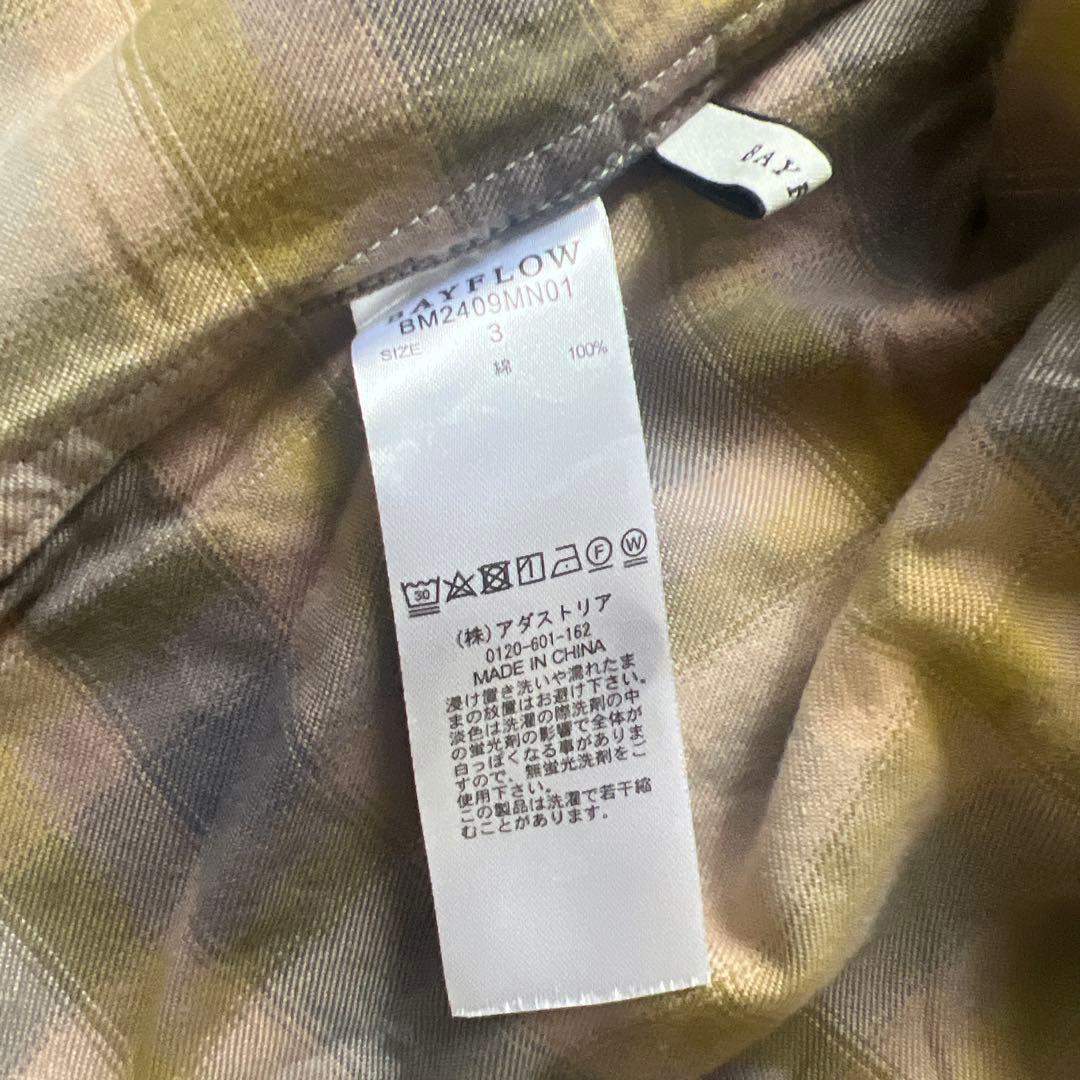 BAYF
BAYFLOW
BM2409MN01
SIZE 3
綿 100%
30 F W
(株)アダストリア
0120-601-162
MADE IN CHINA
浸け置き洗いや濡れたま
まの放置はお避け下さい。
淡色は洗濯の際洗剤の中
の蛍光剤の影響で全体が
白っぽくなる事がありま
すので、無蛍光洗剤をご
使用下さい。
この製品は洗濯で若干縮
むことがあります。